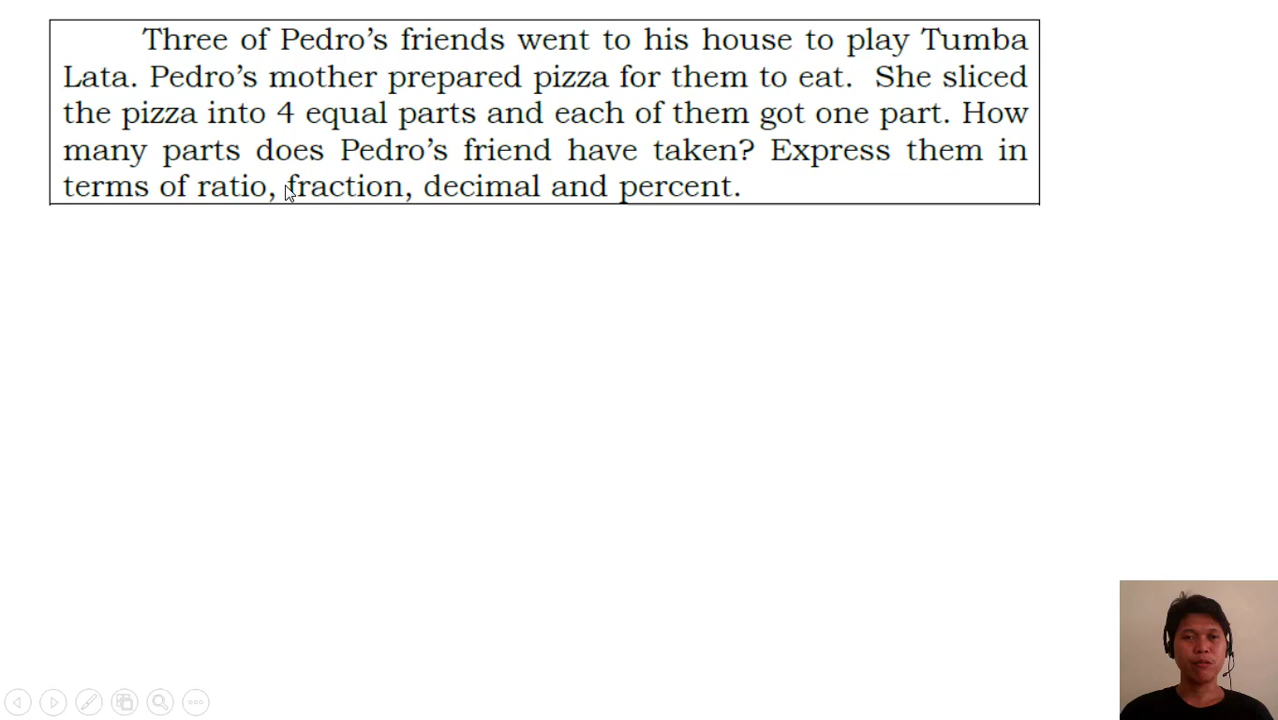 Three of Pedro’s friends went to his house to play Tumba
Lata. Pedro’s mother prepared pizza for them to eat.  She sliced
the pizza into 4 equal parts and each of them got one part. How
many parts does Pedro’s friend have taken? Express them in
terms of ratio, fraction, decimal and percent.